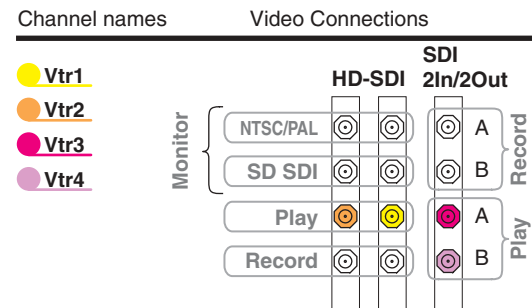 Channel names Video Connections
SDI
HD-SDI 2In/2Out
Vtr1
Vtr2
Vtr3
Vtr4
Monitor
NTSC/PAL A
SD SDI B
Record
Play A
Record B
Play